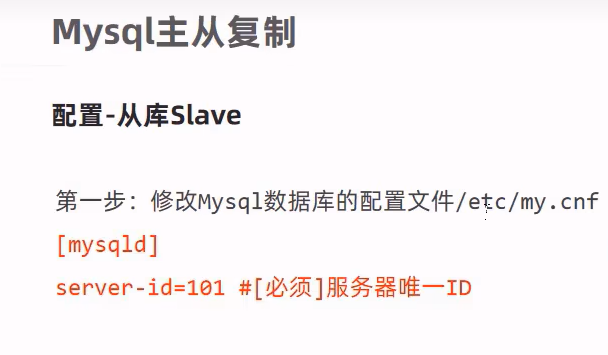 Mysql主从复制
配置-从库Slave
第一步：修改Mysql数据库的配置文件/etc/my.cnf
[mysqld]
server-id=101 #[必须]服务器唯一ID